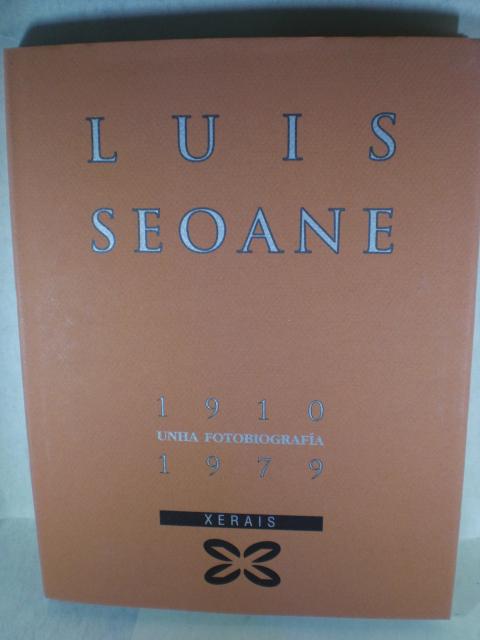 LUIS
SEOANE
1910
UNHA FOTOBIOGRAFÍA
1979
XERAIS